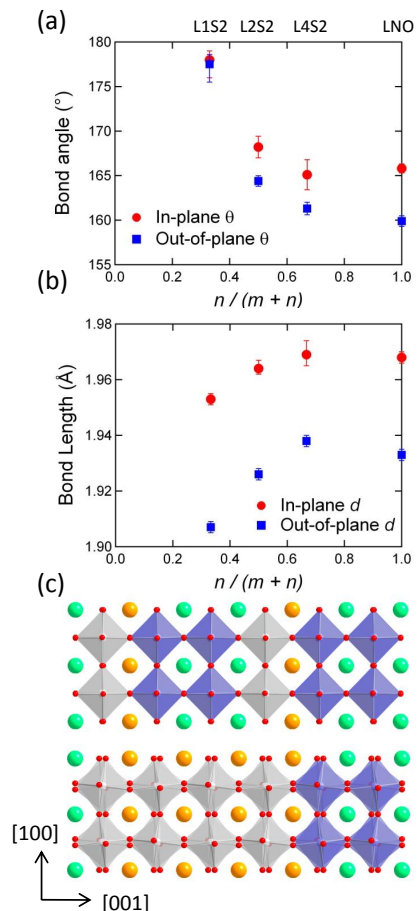 (a) L1S2 L2S2 L4S2 LNO
180
175
170
165
160
155
Bond angle (°)
In-plane θ
Out-of-plane θ
0.0 0.2 0.4 0.6 0.8 1.0
n / (m + n)
(b)
1.98
1.96
1.94
1.92
1.90
Bond Length (Å)
In-plane d
Out-of-plane d
0.0 0.2 0.4 0.6 0.8 1.0
n / (m + n)
(c)
[100]
[001]